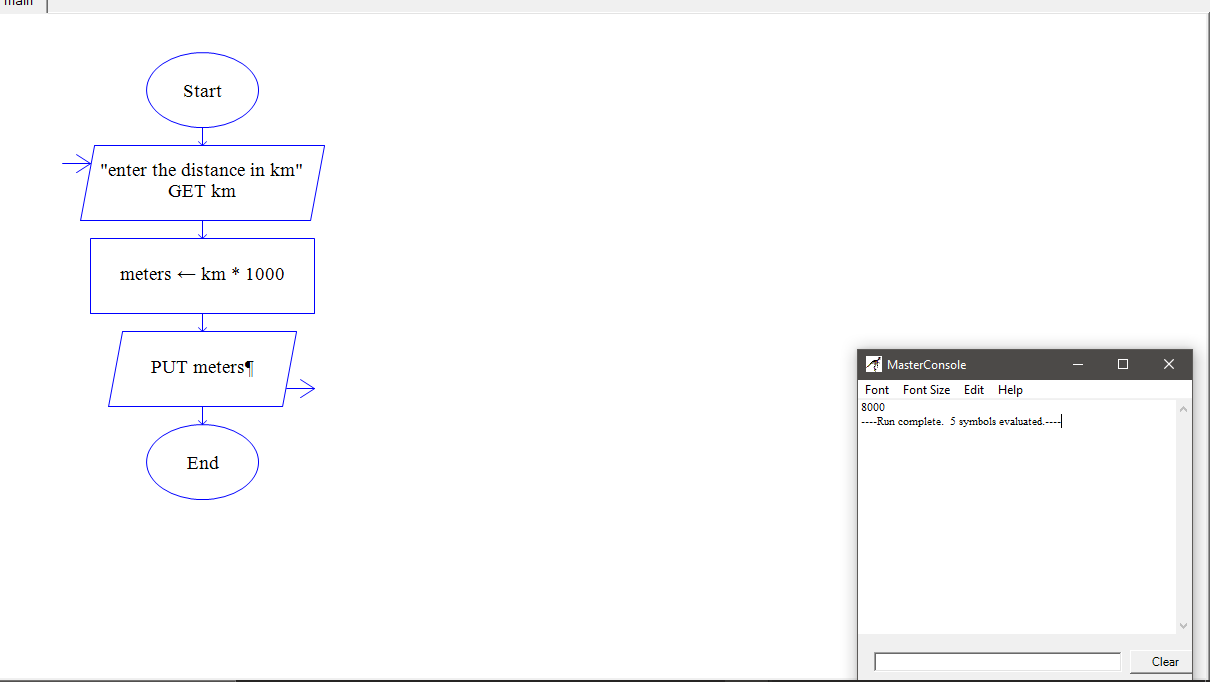 main
Start
"enter the distance in km"
GET km
meters ← km * 1000
PUT meters¶
End
MasterConsole
Font Font Size Edit Help
8000
----Run complete. 5 symbols evaluated.----
Clear